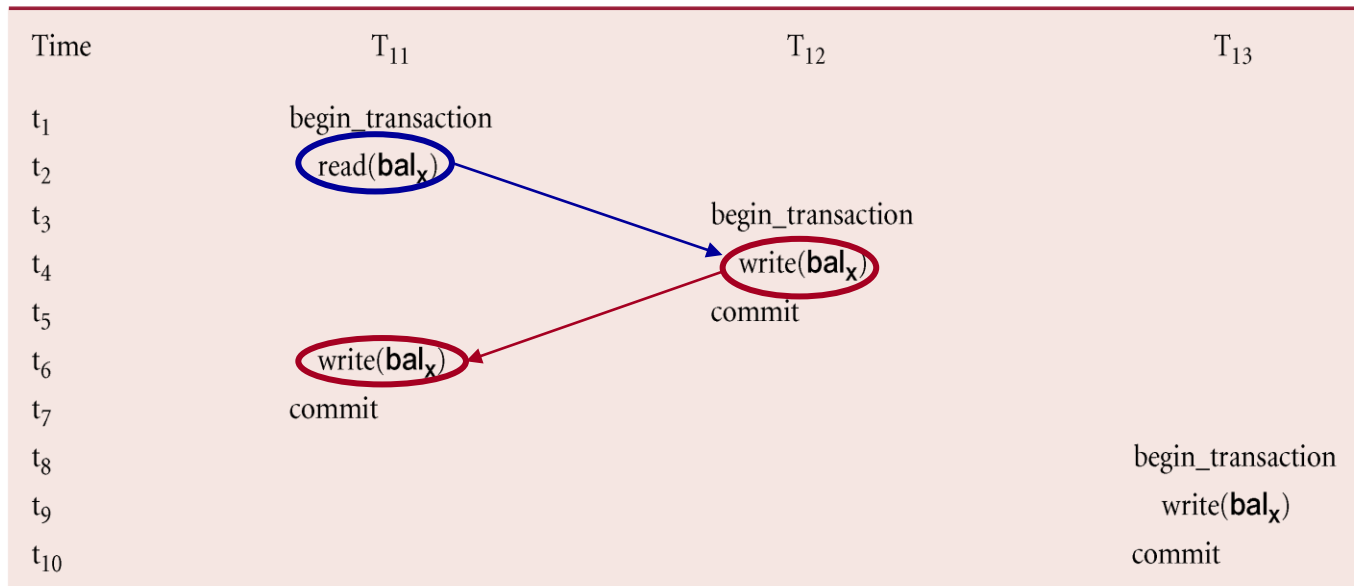 Time T₁₁ T₁₂ T₁₃
t₁ begin_transaction
t₂ read(balₓ)
t₃ begin_transaction
t₄ write(balₓ)
t₅ commit
t₆ write(balₓ)
t₇ commit
t₈ begin_transaction
t₉ write(balₓ)
t₁₀ commit